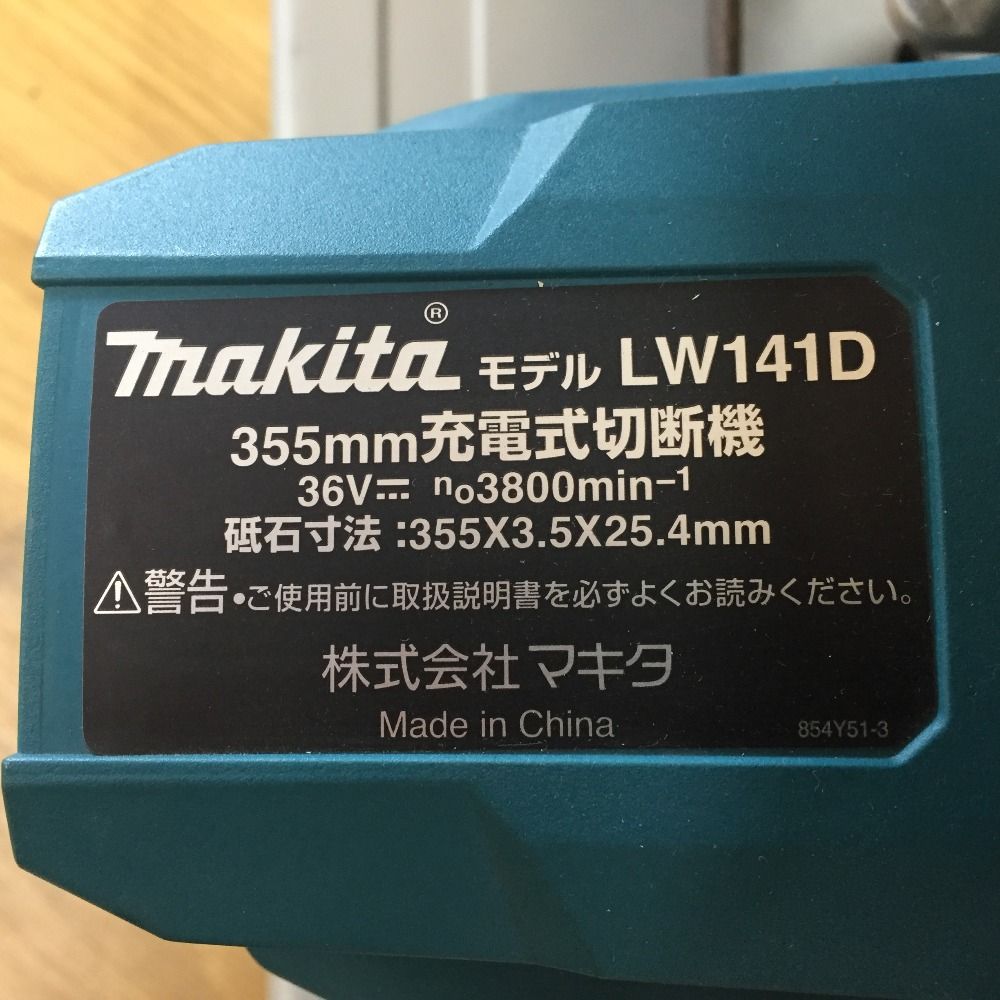 makita® モデル LW141D
355mm充電式切断機
36V⎓ no3800min-1
砥石寸法:355X3.5X25.4mm
⚠警告・ご使用前に取扱説明書を必ずよくお読みください。
株式会社マキタ
Made in China
854Y51-3